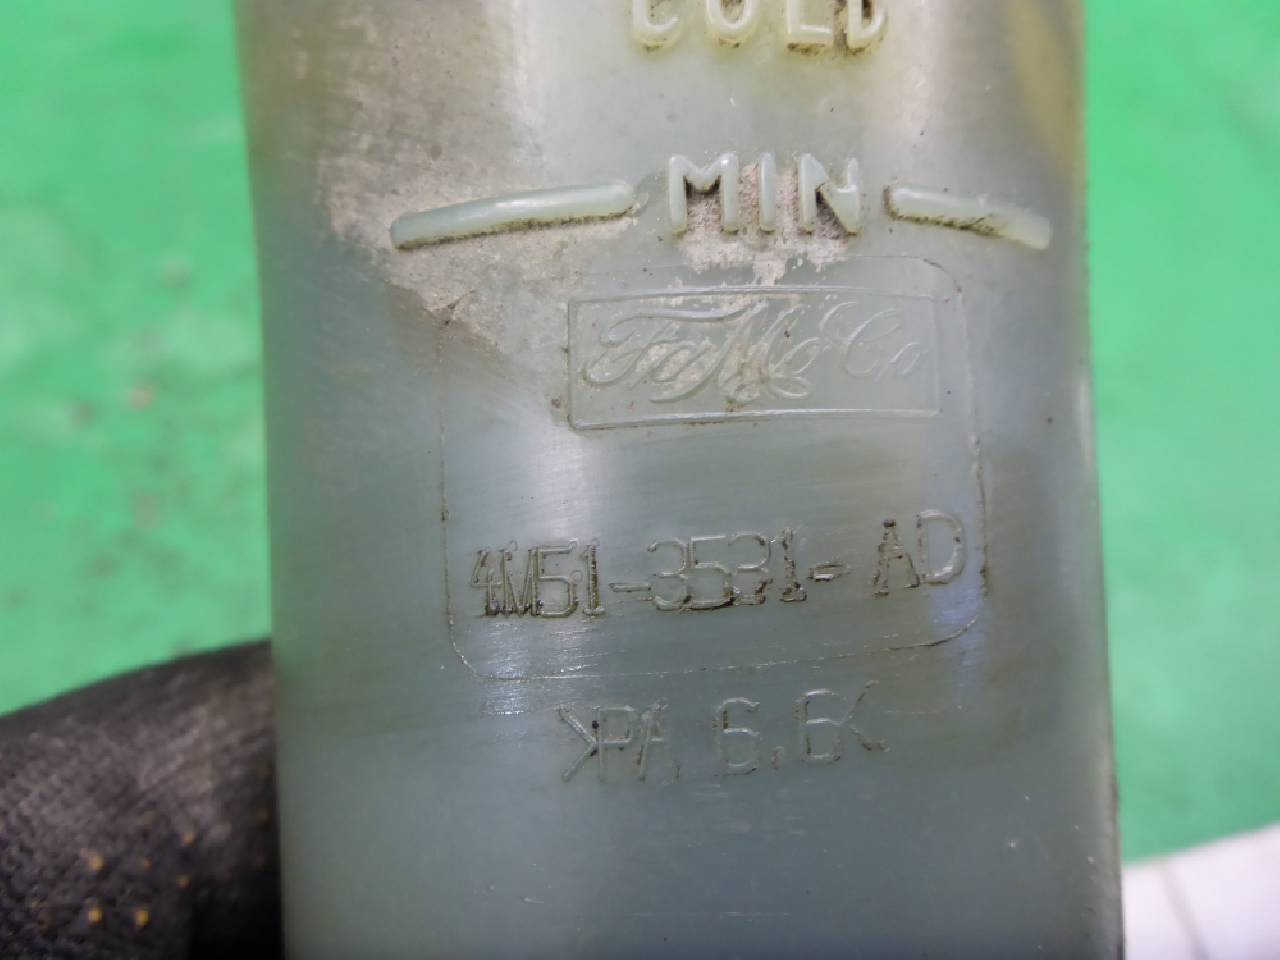 COLD
MIN
FoMoCo
4M51-3531-AD
>PA 6.6<